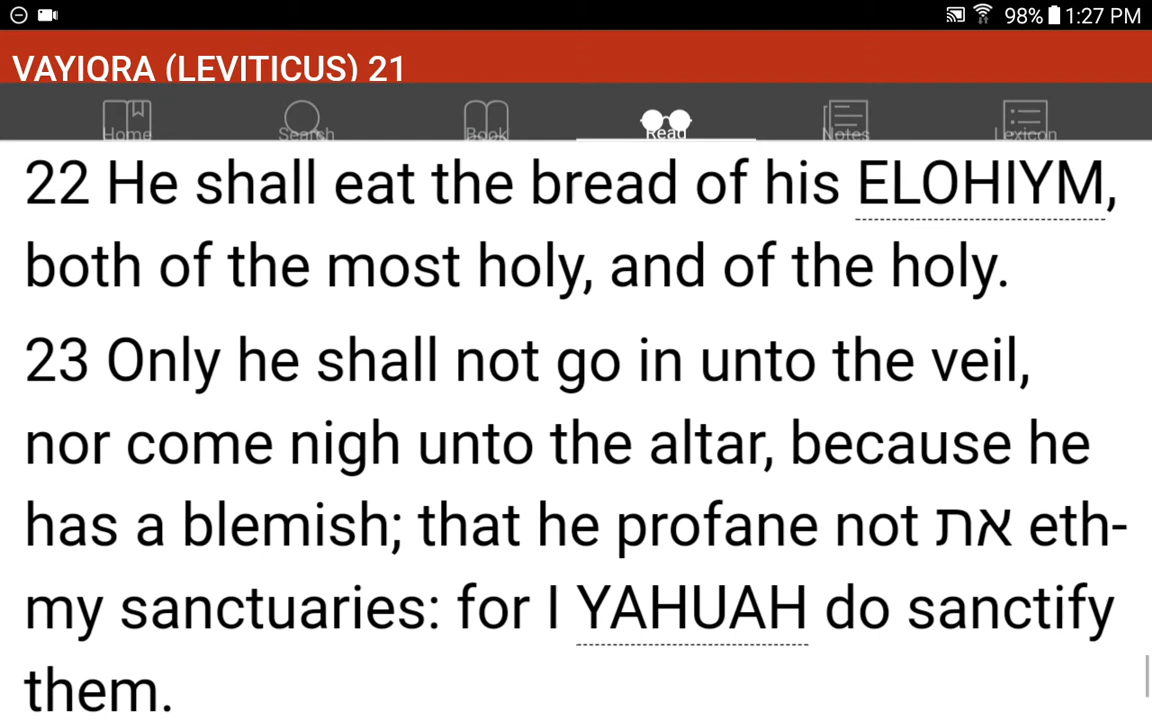 98% 1:27 PM
VAYIQRA (LEVITICUS) 21
Home Search Book Read Notes Lexicon
22 He shall eat the bread of his ELOHIYM,
both of the most holy, and of the holy.
23 Only he shall not go in unto the veil,
nor come nigh unto the altar, because he
has a blemish; that he profane not את eth-
my sanctuaries: for I YAHUAH do sanctify
them.